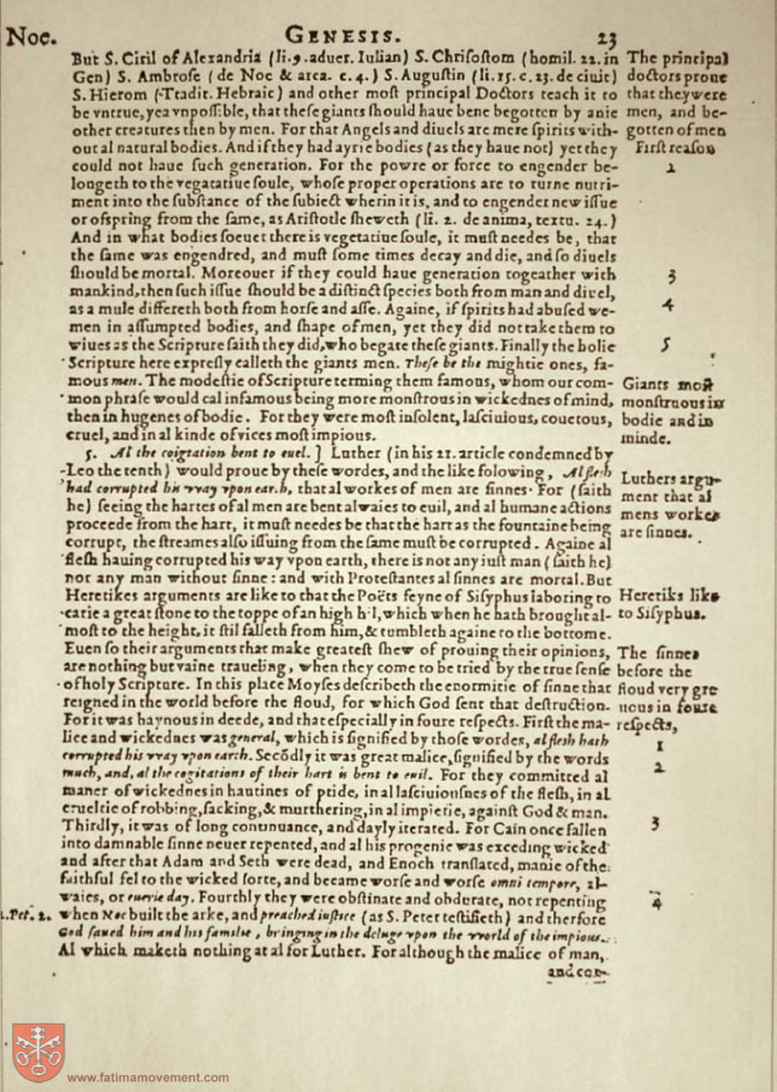 Noe.
GENESIS.
23
But S. Ciril of Alexandria (li.9.aduer. Iulian) S. Chrisostom (homil. 22. in
Gen) S. Ambrose (de Noe & arca. c. 4.) S. Augustin (li.15. c. 23. de ciuit)
S. Hierom (Ttadit. Hebraic) and other most principal Doctors teach it to
be vntrue, yea vnpossible, that these giants should haue bene begotten by anie
other creatures then by men. For that Angels and diuels are mere spirits with-
out al natural bodies. And if they had ayrie bodies (as they haue not) yet they
could not haue such generation. For the powre or force to engender be-
longeth to the vegatatiue soule, whose proper operations are to turne nutri-
ment into the substance of the subiect wherin it is, and to engender new issue
or ofspring from the same, as Aristotle sheweth (li. 2. de anima, textu. 24.)
And in what bodies soeuer there is vegetatiue soule, it must needes be, that
the same was engendred, and must some times decay and die, and so diuels
should be mortal. Moreouer if they could haue generation togeather with
mankind, then such issue should be a distinct species both from man and diuel,
as a mule differeth both from horse and asse. Againe, if spirits had abused we-
men in assumpted bodies, and shape of men, yet they did not take them to
wiues as the Scripture saith they did, who begate these giants. Finally the holie
Scripture here expresly calleth the giants men. These be the mightie ones, fa-
mous men. The modestie of Scripture terming them famous, whom our com-
mon phrase would cal infamous being more monstrous in wickednes of mind,
then in hugenes of bodie. For they were most insolent, lasciuious, couetous,
cruel, and in al kinde of vices most impious.
5. Al the coigtation bent to euel. ] Luther (in his 21. article condemned by
Leo the tenth) would proue by these wordes, and the like folowing, Al flesh
had corrupted his vvay vpon earth, that al workes of men are sinnes. For (saith
he) seeing the hartes of al men are bent alwaies to euil, and al humane actions
proceede from the hart, it must needes be that the hart as the fountaine being
corrupt, the streames also issuing from the same must be corrupted. Againe al
flesh hauing corrupted his way vpon earth, there is not any iust man (saith he)
nor any man without sinne: and with Protestantes al sinnes are mortal. But
Heretikes arguments are like to that the Poëts feyne of Sisyphus laboring to
carie a great stone to the toppe of an high hil, which when he hath brought al-
most to the height, it stil falleth from him, & tumbleth againe to the bottome.
Euen so their arguments that make greatest shew of prouing their opinions,
are nothing but vaine traueling, when they come to be tried by the true sense
of holy Scripture. In this place Moyses describeth the enormitie of sinne that
reigned in the world before the floud, for which God sent that destruction.
For it was haynous in deede, and that especially in foure respects. First the ma-
lice and wickednes was general, which is signified by those wordes, al flesh hath
corrupted his vvay vpon earth. Secõdly it was great malice, signified by the words
much, and, al the cogitations of their hart is bent to euil. For they committed al
maner of wickednes in hautines of pride, in al lasciuiousnes of the flesh, in al
crueltie of robbing, sacking, & murthering, in al impietie, against God & man.
Thirdly, it was of long continuance, and dayly iterated. For Cain once fallen
into damnable sinne neuer repented, and al his progenie was exceding wicked
and after that Adam and Seth were dead, and Enoch translated, manie of the
faithful fel to the wicked sorte, and became worse and worse omni tempore, al-
waies, or euerie day. Fourthly they were obstinate and obdurate, not repenting
when Noe built the arke, and preached iustice (as S. Peter testifieth) and therfore
God saued him and his familie, bringing in the deluge vpon the vvorld of the impious.
Al which maketh nothing at al for Luther. For although the malice of man,
and con-
The principal
doctors proue
that they were
men, and be-
gotten of men
First reason
2
3
4
5
Giants most
monstruous in
bodie and in
minde.
Luthers argu-
ment that al
mens workes
are sinnes.
Heretiks like
to Sisyphus.
The sinnes
before the
floud very gre
uous in foure
respects,
1
2
3
4
1.Pet. 2.
www.fatimamovement.com